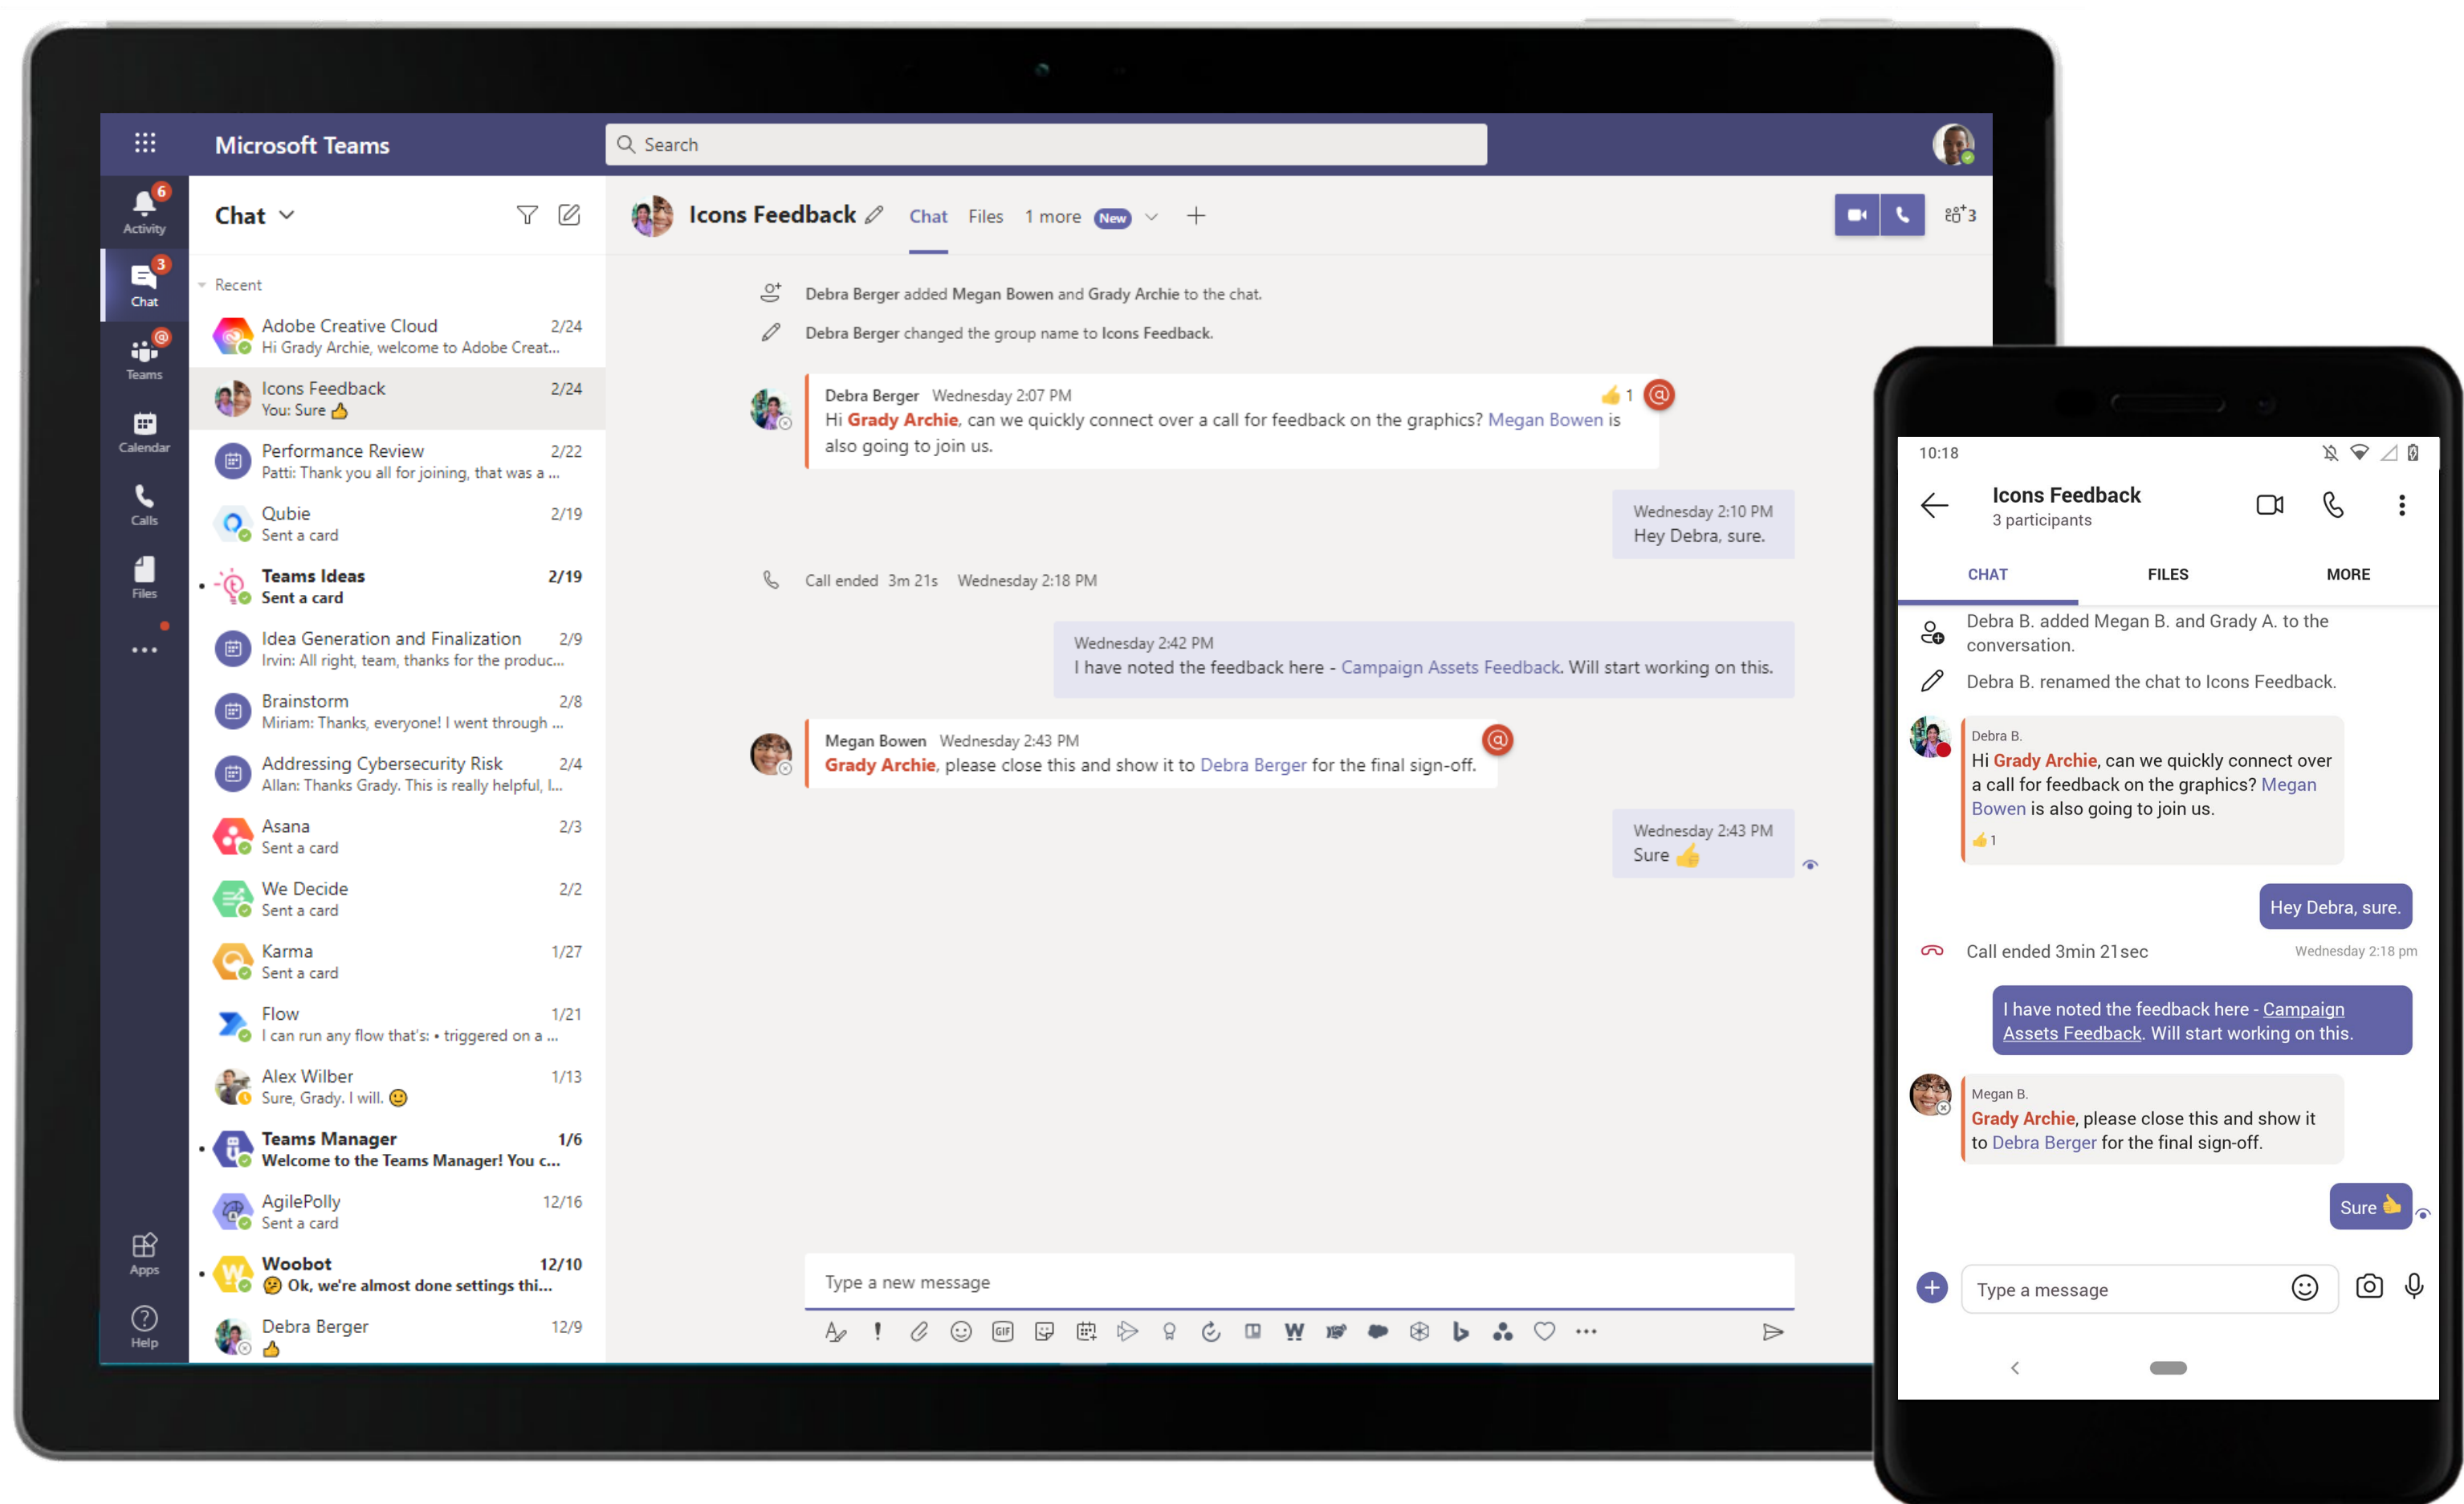 Microsoft Teams
Search
6
Activity
3
Chat
@
Teams
Calendar
Calls
Files
Apps
Help
Chat
Recent
Adobe Creative Cloud 2/24
Hi Grady Archie, welcome to Adobe Creat...
Icons Feedback 2/24
You: Sure 👍
Performance Review 2/22
Patti: Thank you all for joining, that was a ...
Qubie 2/19
Sent a card
Teams Ideas 2/19
Sent a card
Idea Generation and Finalization 2/9
Irvin: All right, team, thanks for the produc...
Brainstorm 2/8
Miriam: Thanks, everyone! I went through ...
Addressing Cybersecurity Risk 2/4
Allan: Thanks Grady. This is really helpful, I...
Asana 2/3
Sent a card
We Decide 2/2
Sent a card
Karma 1/27
Sent a card
Flow 1/21
I can run any flow that's: • triggered on a ...
Alex Wilber 1/13
Sure, Grady. I will. 🙂
Teams Manager 1/6
Welcome to the Teams Manager! You c...
AgilePolly 12/16
Sent a card
Woobot 12/10
🤔 Ok, we're almost done settings thi...
Debra Berger 12/9
👍
Icons Feedback Chat Files 1 more New + 3
Debra Berger added Megan Bowen and Grady Archie to the chat.
Debra Berger changed the group name to Icons Feedback.
Debra Berger Wednesday 2:07 PM 👍 1 @
Hi Grady Archie, can we quickly connect over a call for feedback on the graphics? Megan Bowen is
also going to join us.
Wednesday 2:10 PM
Hey Debra, sure.
Call ended 3m 21s Wednesday 2:18 PM
Wednesday 2:42 PM
I have noted the feedback here - Campaign Assets Feedback. Will start working on this.
Megan Bowen Wednesday 2:43 PM @
Grady Archie, please close this and show it to Debra Berger for the final sign-off.
Wednesday 2:43 PM
Sure 👍
Type a new message
! GIF W ...
10:18
Icons Feedback
3 participants
CHAT FILES MORE
Debra B. added Megan B. and Grady A. to the
conversation.
Debra B. renamed the chat to Icons Feedback.
Debra B.
Hi Grady Archie, can we quickly connect over
a call for feedback on the graphics? Megan
Bowen is also going to join us.
👍 1
Hey Debra, sure.
Call ended 3min 21sec Wednesday 2:18 pm
I have noted the feedback here - Campaign
Assets Feedback. Will start working on this.
Megan B.
Grady Archie, please close this and show it
to Debra Berger for the final sign-off.
Sure 👍
Type a message